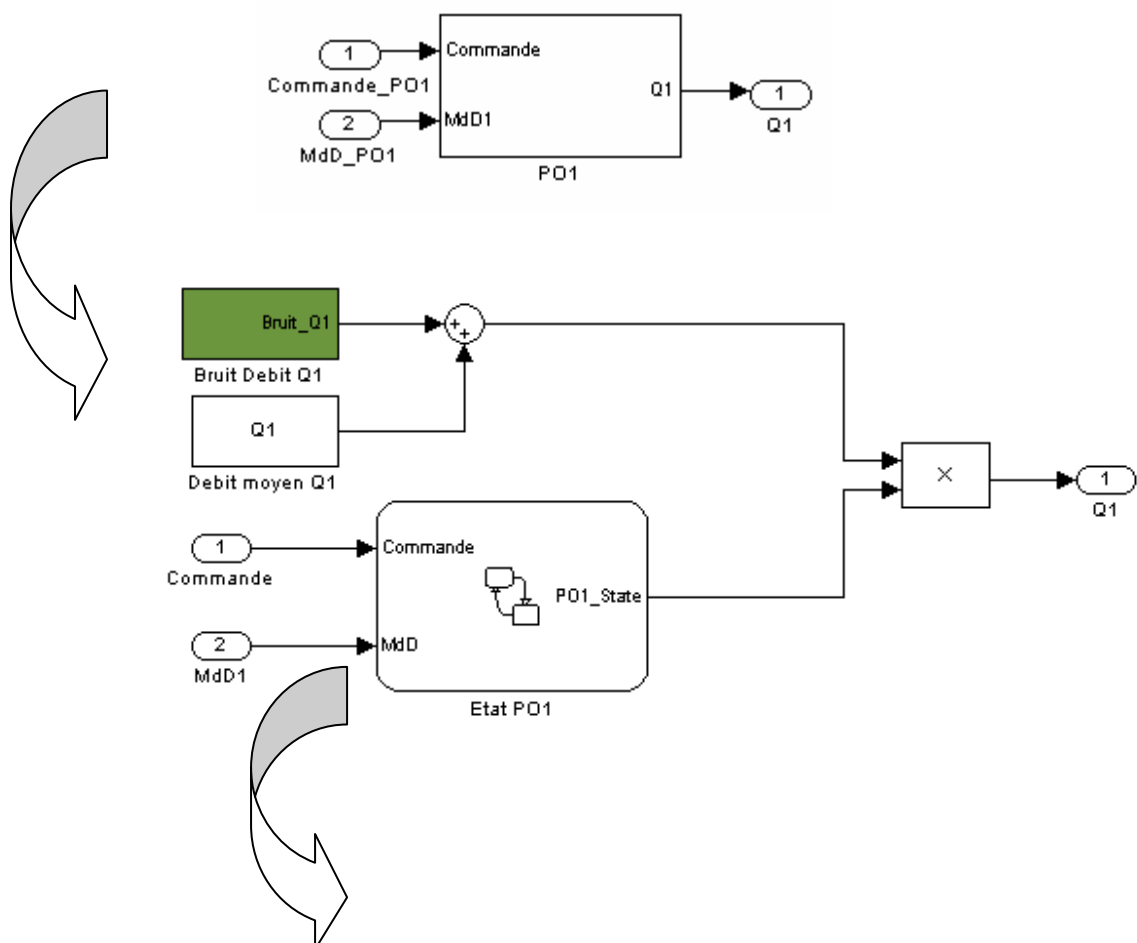 1
Commande
Commande_PO1
Q1
1
Q1
2
MdD1
MdD_PO1
PO1
Bruit_Q1
+
+
Bruit Debit Q1
Q1
Debit moyen Q1
×
1
Q1
1
Commande
Commande
PO1_State
2
MdD
MdD1
Etat PO1